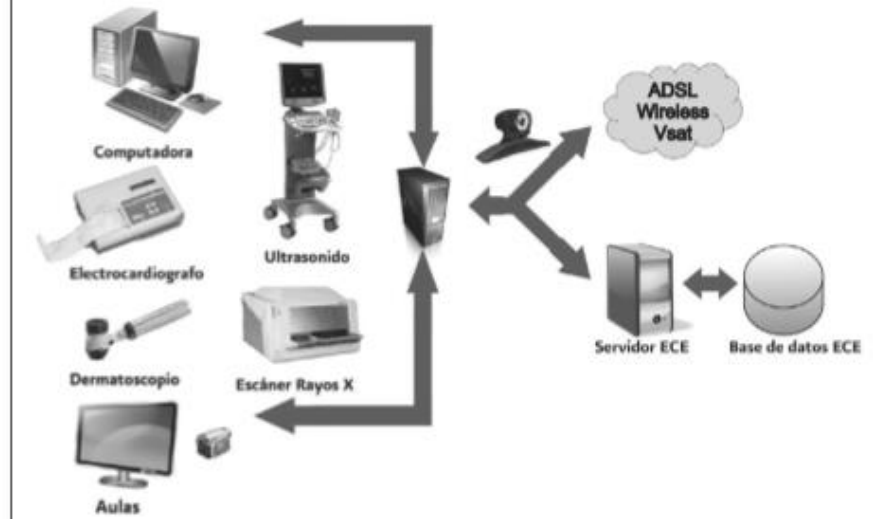 Computadora
ADSL
Wireless
Vsat
Ultrasonido
Electrocardiografo
Dermatoscopio
Escáner Rayos X
Servidor ECE
Base de datos ECE
Aulas